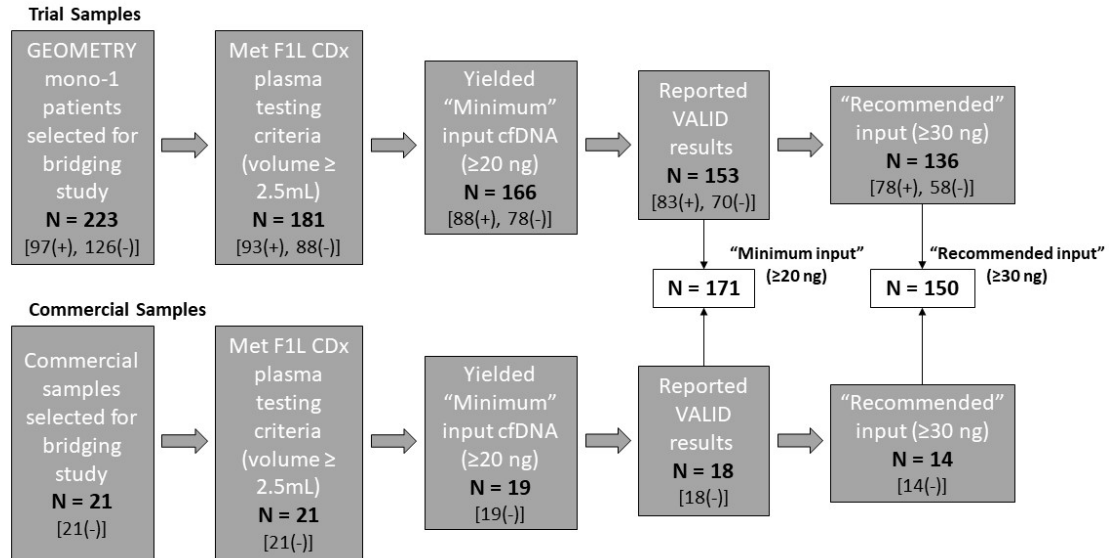 Trial Samples
GEOMETRY
mono-1
patients
selected for
bridging
study
N = 223
[97(+), 126(-)]
Met F1L CDx
plasma
testing
criteria
(volume ≥
2.5mL)
N = 181
[93(+), 88(-)]
Yielded
“Minimum”
input cfDNA
(≥20 ng)
N = 166
[88(+), 78(-)]
Reported
VALID
results
N = 153
[83(+), 70(-)]
“Recommended”
input (≥30 ng)
N = 136
[78(+), 58(-)]
“Minimum input”
(≥20 ng)
N = 171
“Recommended input”
(≥30 ng)
N = 150
Commercial Samples
Commercial
samples
selected for
bridging
study
N = 21
[21(-)]
Met F1L CDx
plasma
testing
criteria
(volume ≥
2.5mL)
N = 21
[21(-)]
Yielded
“Minimum”
input cfDNA
(≥20 ng)
N = 19
[19(-)]
Reported
VALID
results
N = 18
[18(-)]
“Recommended”
input (≥30 ng)
N = 14
[14(-)]